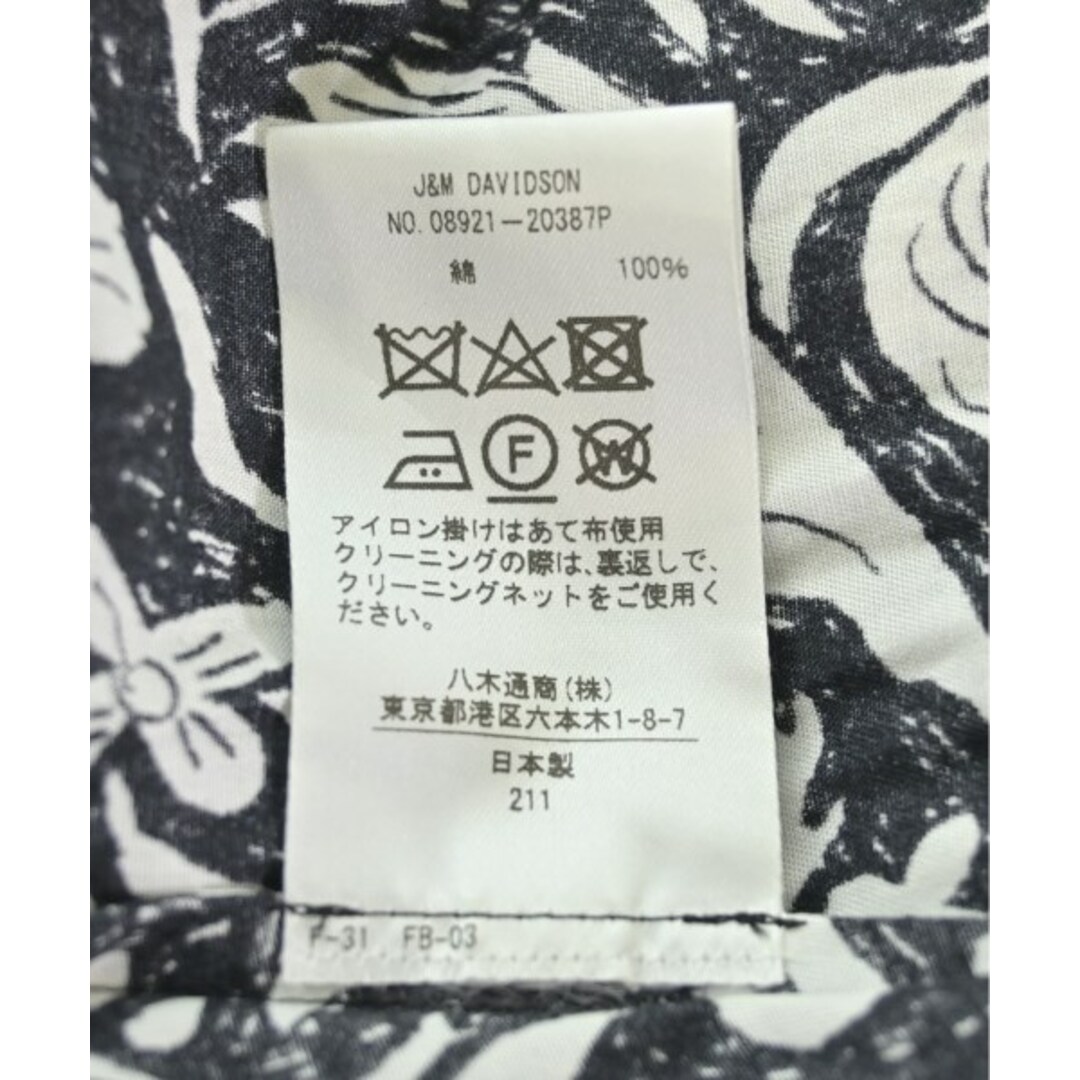 J&M DAVIDSON
NO. 08921-20387P
綿 100%
F W
アイロン掛けはあて布使用
クリーニングの際は、裏返しで、
クリーニングネットをご使用く
ださい。
八木通商(株)
東京都港区六本木1-8-7
日本製
211
F-31 FB-03